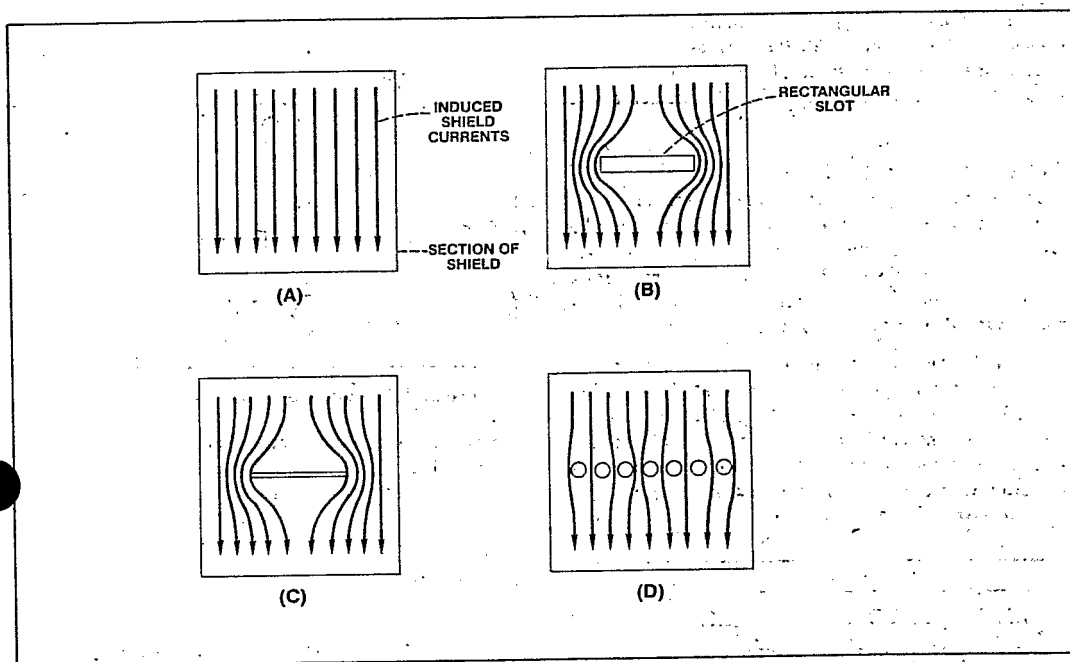 INDUCED
SHIELD
CURRENTS
SECTION OF
SHIELD
(A)
RECTANGULAR
SLOT
(B)
(C)
(D)